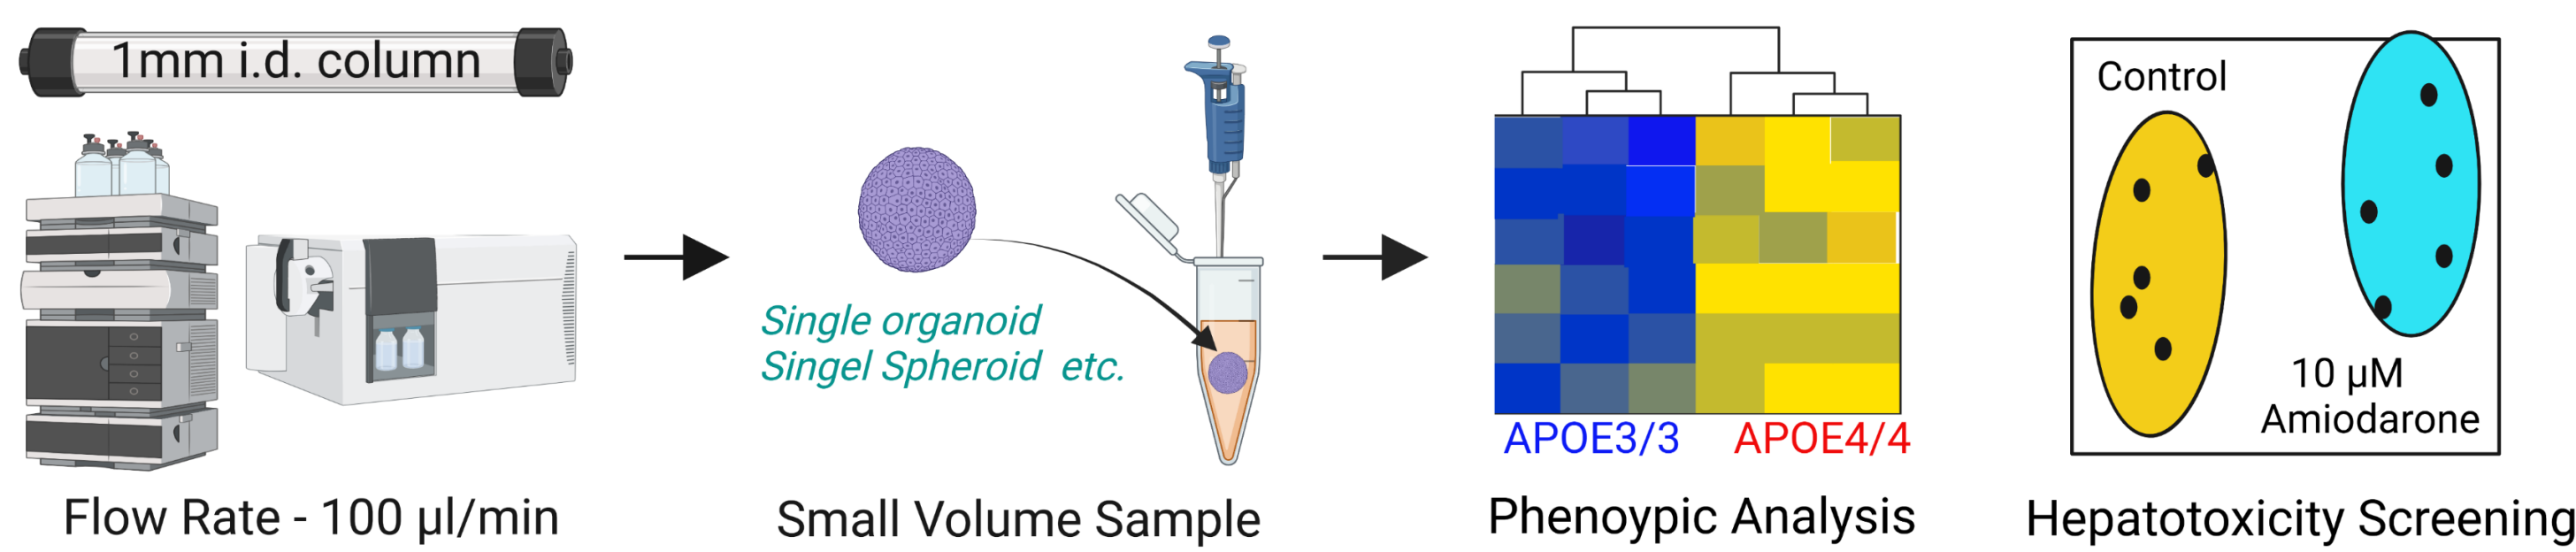 1mm i.d. column
Flow Rate - 100 µl/min
Single organoid
Singel Spheroid etc.
Small Volume Sample
APOE3/3
APOE4/4
Phenoypic Analysis
Control
10 µM
Amiodarone
Hepatotoxicity Screening